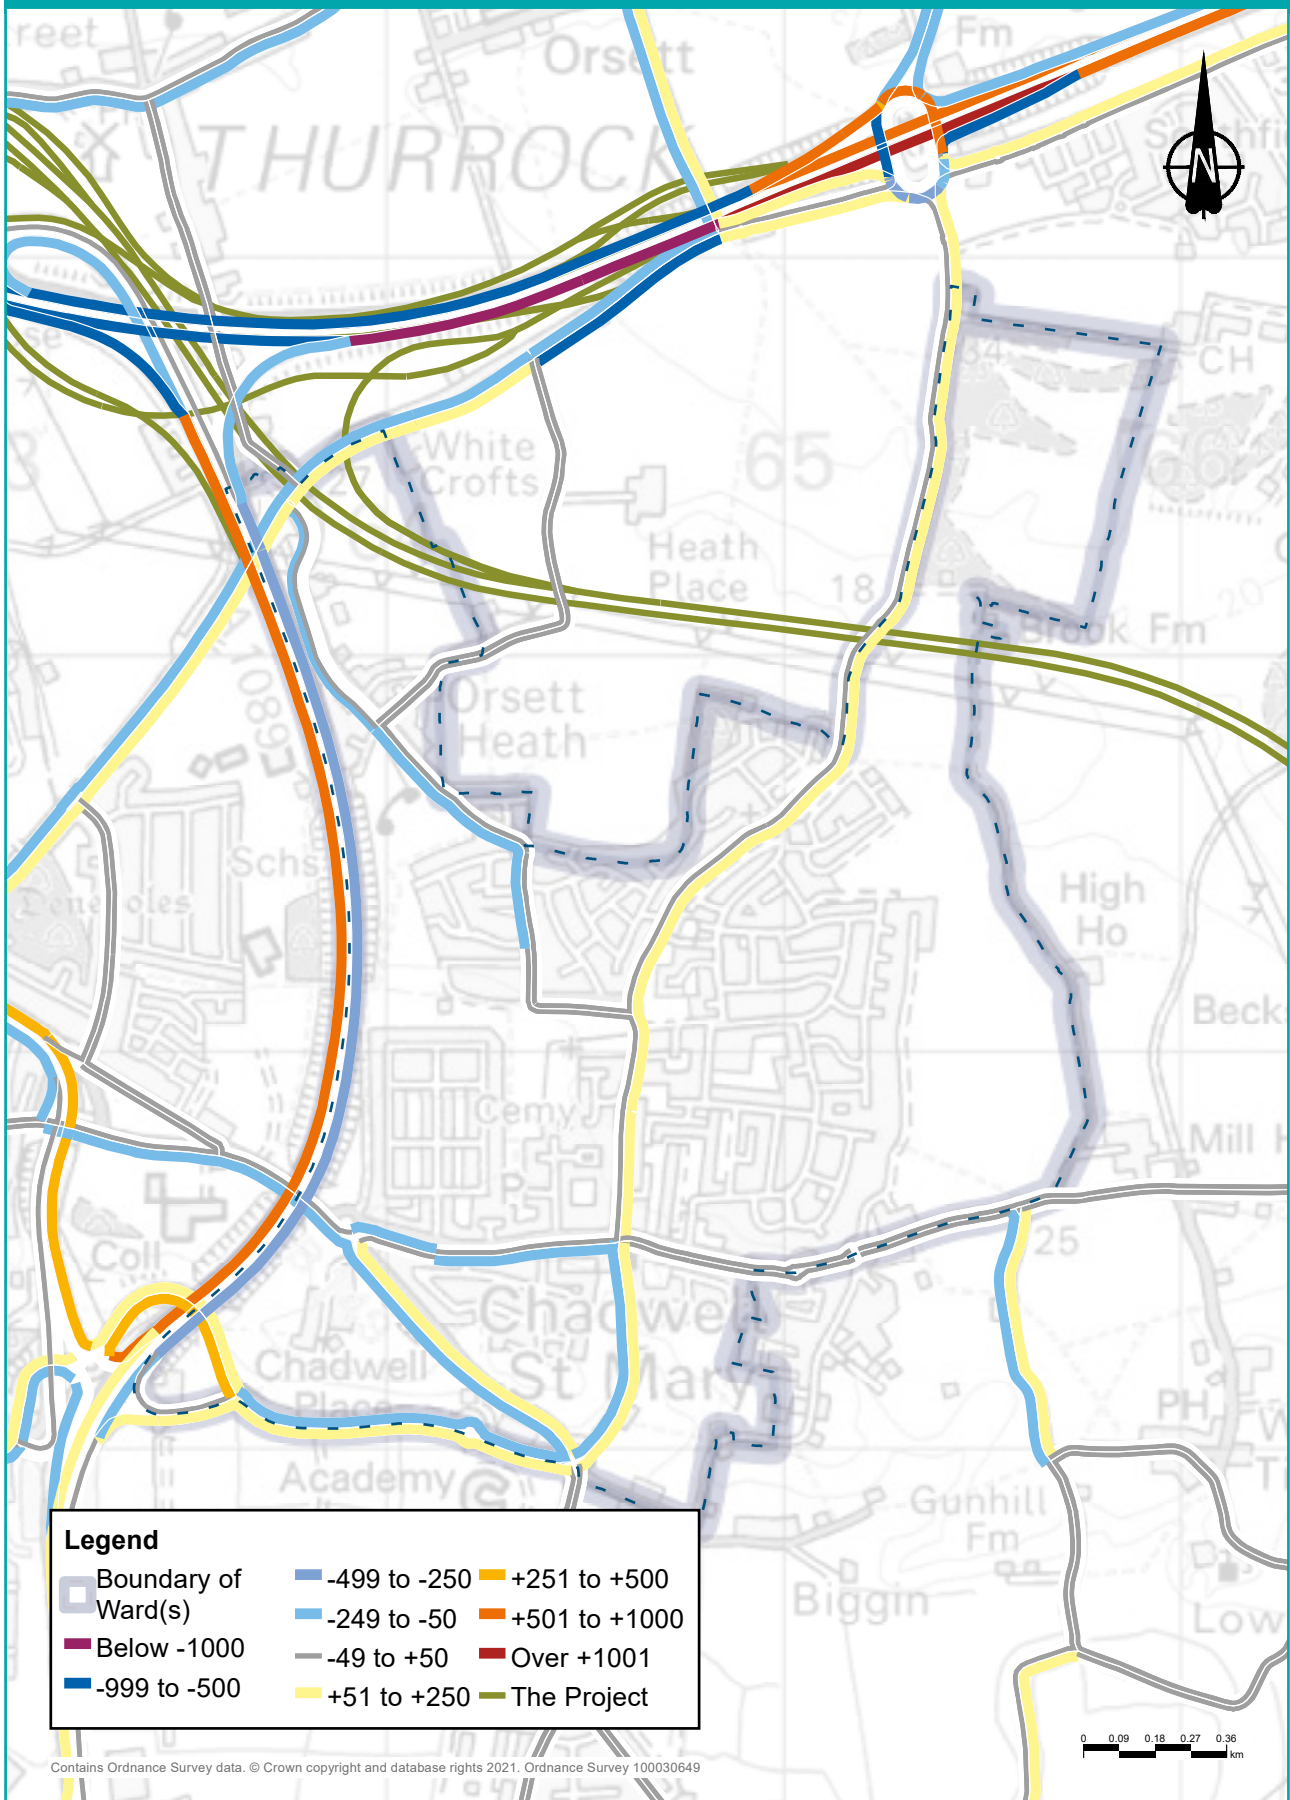 Orsett
Fm
THURROCK
N
CH
White
Crofts
65
Heath
Place
18
20
Brook Fm
Orsett
Heath
1089
Schs
High
Ho
Beck
Cemy
Mill H
25
Chadwell
St Mary
Chadwell
Place
PH
Academy
Gunhill
Fm
Biggin
Low
Legend
Boundary of
Ward(s)
Below -1000
-999 to -500
-499 to -250
-249 to -50
-49 to +50
+51 to +250
+251 to +500
+501 to +1000
Over +1001
The Project
0 0.09 0.18 0.27 0.36
km
Contains Ordnance Survey data. © Crown copyright and database rights 2021. Ordnance Survey 100030649